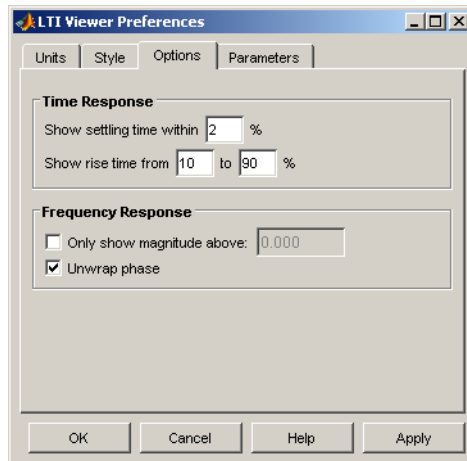 LTI Viewer Preferences
Units Style Options Parameters
Time Response
Show settling time within 2 %
Show rise time from 10 to 90 %
Frequency Response
Only show magnitude above: 0.000
Unwrap phase
OK Cancel Help Apply